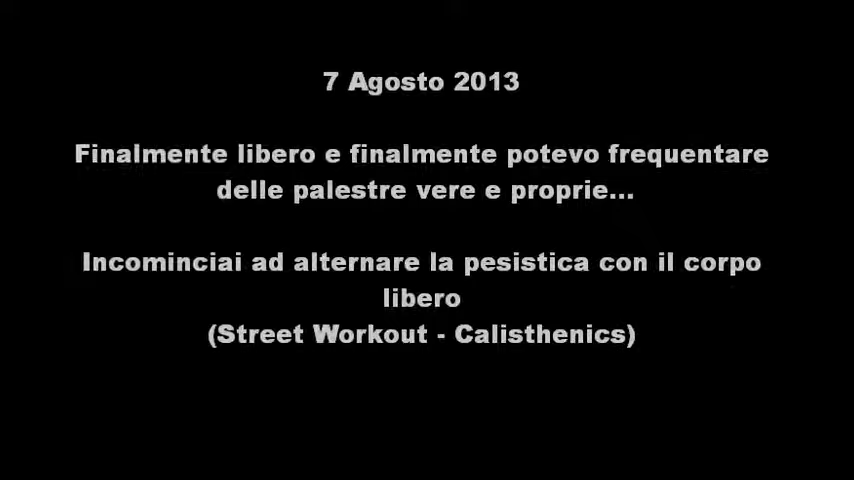 7 Agosto 2013
Finalmente libero e finalmente potevo frequentare
delle palestre vere e proprie...
Incominciai ad alternare la pesistica con il corpo
libero
(Street Workout - Calisthenics)